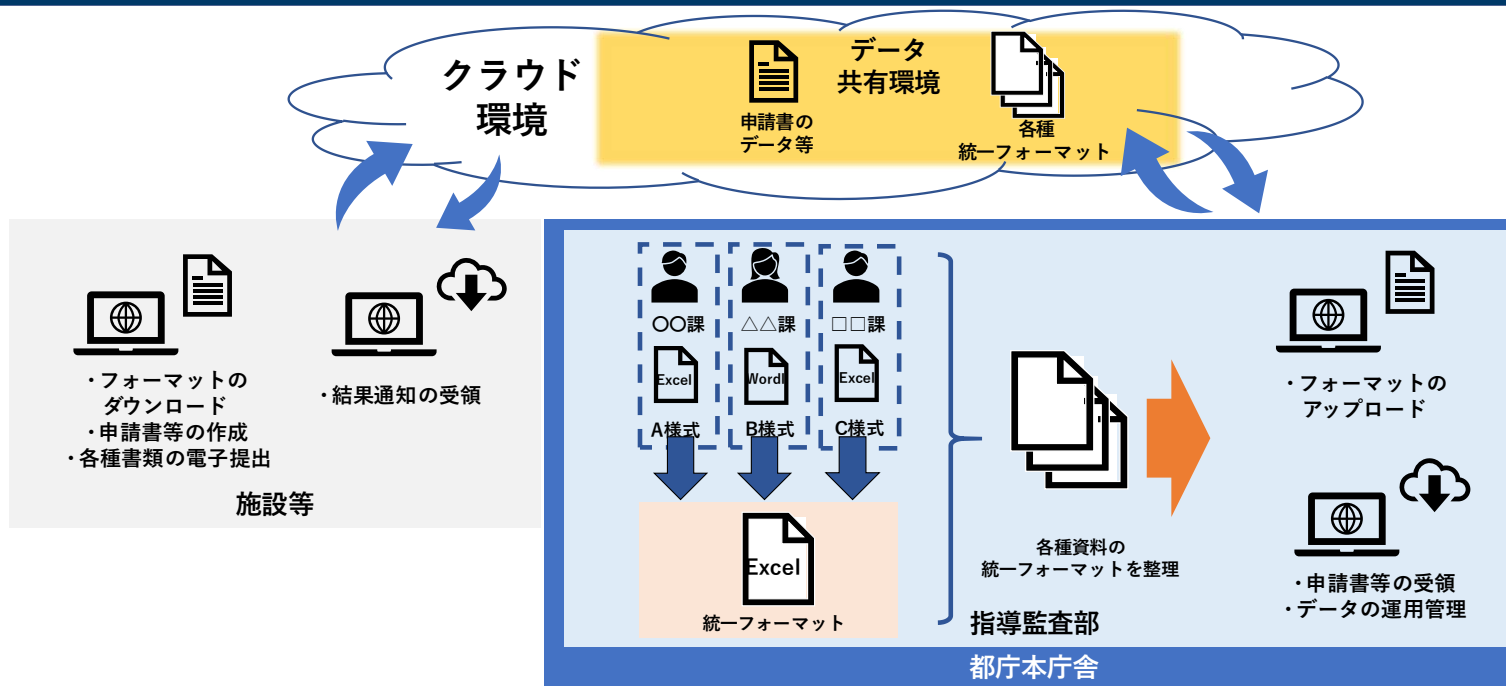 クラウド
環境
データ
共有環境
申請書の
データ等
各種
統一フォーマット
・フォーマットの
ダウンロード
・申請書等の作成
・各種書類の電子提出
・結果通知の受領
施設等
〇〇課
△△課
□□課
Excel
Wordl
Excel
A様式
B様式
C様式
Excel
統一フォーマット
各種資料の
統一フォーマットを整理
指導監査部
・フォーマットの
アップロード
・申請書等の受領
・データの運用管理
都庁本庁舎